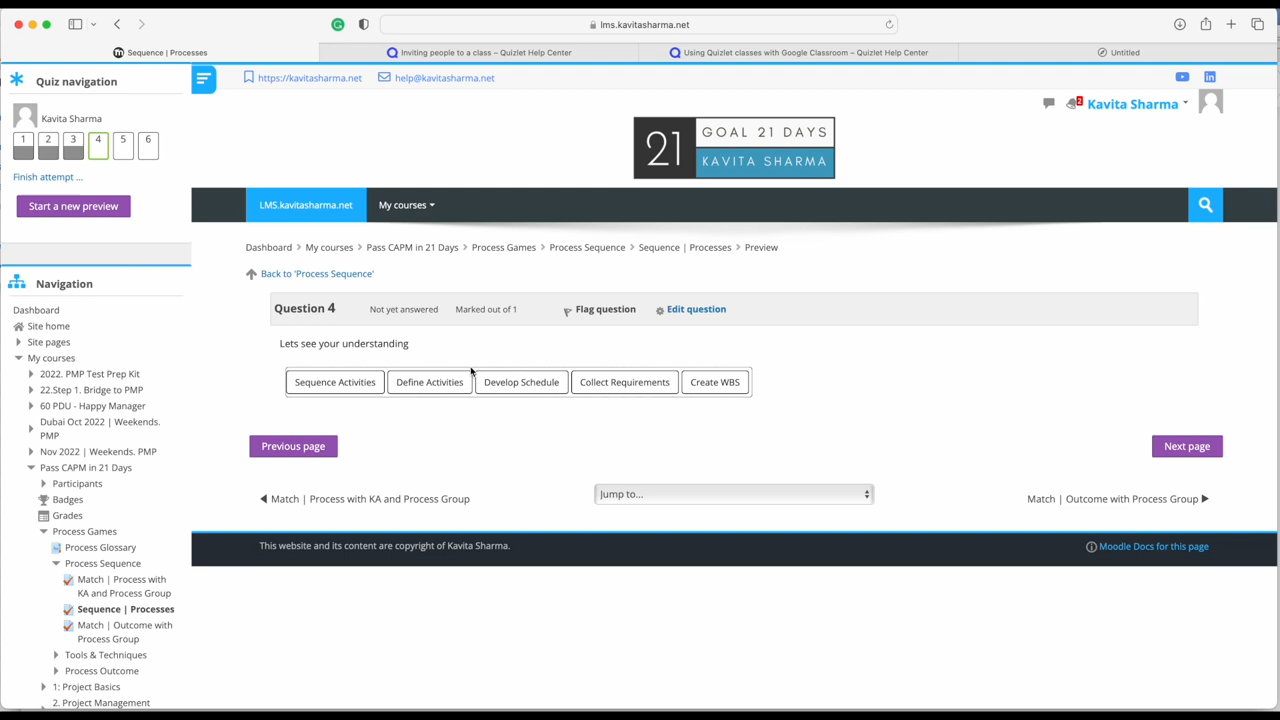 lms.kavitasharma.net
Sequence | Processes
Inviting people to a class – Quizlet Help Center
Using Quizlet classes with Google Classroom – Quizlet Help Center
Untitled
Quiz navigation
Kavita Sharma
1 2 3 4 5 6
Finish attempt ...
Start a new preview
Navigation
Dashboard
Site home
Site pages
My courses
2022. PMP Test Prep Kit
22.Step 1. Bridge to PMP
60 PDU - Happy Manager
Dubai Oct 2022 | Weekends.
PMP
Nov 2022 | Weekends. PMP
Pass CAPM in 21 Days
Participants
Badges
Grades
Process Games
Process Glossary
Process Sequence
Match | Process with
KA and Process Group
Sequence | Processes
Match | Outcome with
Process Group
Tools & Techniques
Process Outcome
1: Project Basics
2. Project Management
https://kavitasharma.net help@kavitasharma.net
2 Kavita Sharma
21
GOAL 21 DAYS
KAVITA SHARMA
LMS.kavitasharma.net My courses
Dashboard My courses Pass CAPM in 21 Days Process Games Process Sequence Sequence | Processes Preview
Back to 'Process Sequence'
Question 4 Not yet answered Marked out of 1 Flag question Edit question
Lets see your understanding
Sequence Activities Define Activities Develop Schedule Collect Requirements Create WBS
Previous page Next page
Match | Process with KA and Process Group Jump to... Match | Outcome with Process Group
This website and its content are copyright of Kavita Sharma. Moodle Docs for this page